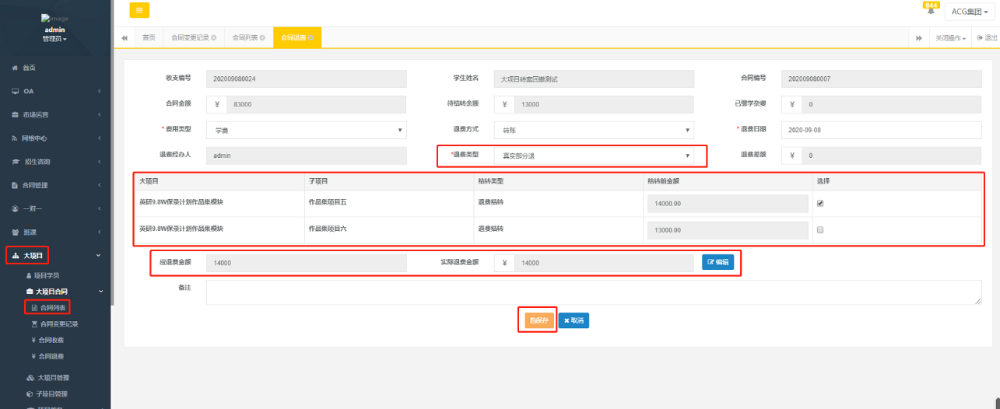 image
admin
管理员
首页
OA
市场运营
网络中心
招生咨询
合同管理
一对一
班课
大项目
项目学员
大项目合同
合同列表
合同变更记录
¥ 合同收费
¥ 合同退费
大项目管理
子项目管理
844
ACG集团
首页 合同变更记录 合同列表 合同退费 关闭操作 退出
收支编号 202009080024 学生姓名 大项目转案回撤测试 合同编号 202009080007
合同金额 ¥ 83000 待结转余额 ¥ 13000 已缴学杂费 ¥ 0
* 费用类型 学费 退费方式 转账 * 退费日期 2020-09-08
退费经办人 admin *退费类型 真实部分退 退费差额 ¥ 0
大项目 子项目 结转类型 结转前金额 选择
英研9.8W保录计划作品集模块 作品集项目五 退费结转 14000.00
英研9.8W保录计划作品集模块 作品集项目六 退费结转 13000.00
应退费金额 14000 实际退费金额 ¥ 14000 编辑
备注
保存 取消